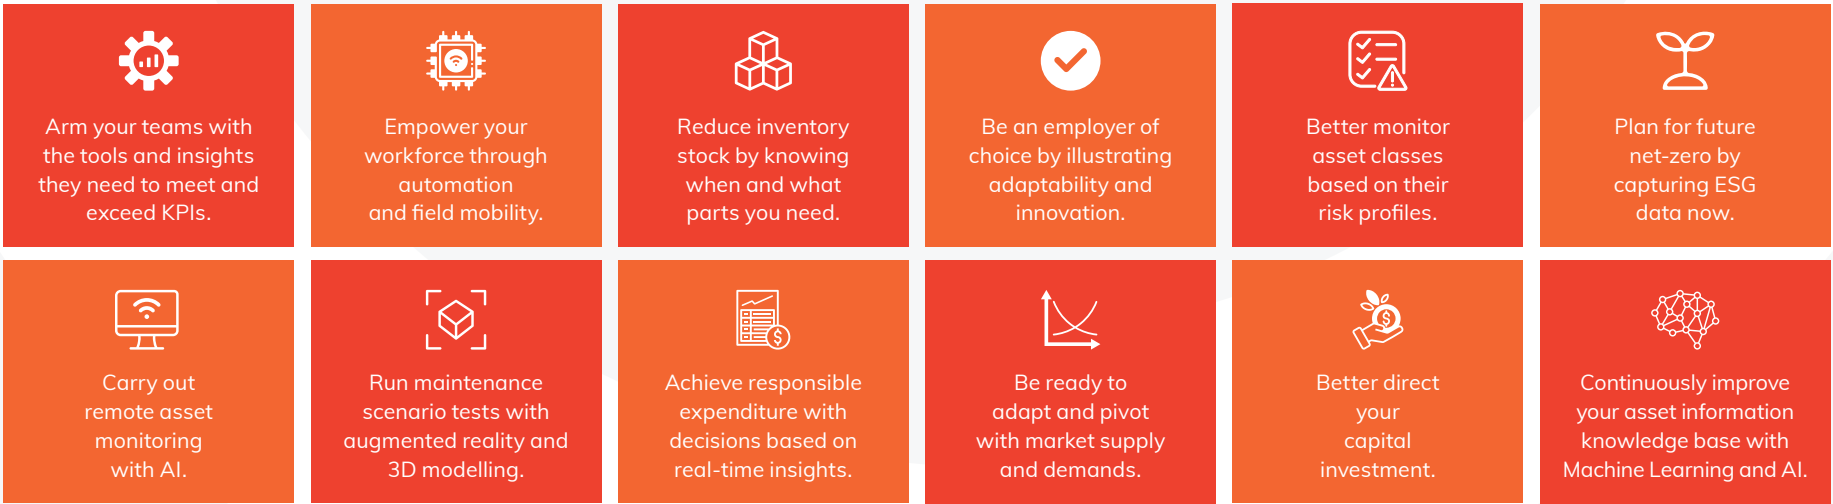 Arm your teams with
the tools and insights
they need to meet and
exceed KPIs.
Empower your
workforce through
automation
and field mobility.
Reduce inventory
stock by knowing
when and what
parts you need.
Be an employer of
choice by illustrating
adaptability and
innovation.
Better monitor
asset classes
based on their
risk profiles.
Plan for future
net-zero by
capturing ESG
data now.
Carry out
remote asset
monitoring
with AI.
Run maintenance
scenario tests with
augmented reality and
3D modelling.
Achieve responsible
expenditure with
decisions based on
real-time insights.
Be ready to
adapt and pivot
with market supply
and demands.
Better direct
your
capital
investment.
Continuously improve
your asset information
knowledge base with
Machine Learning and AI.